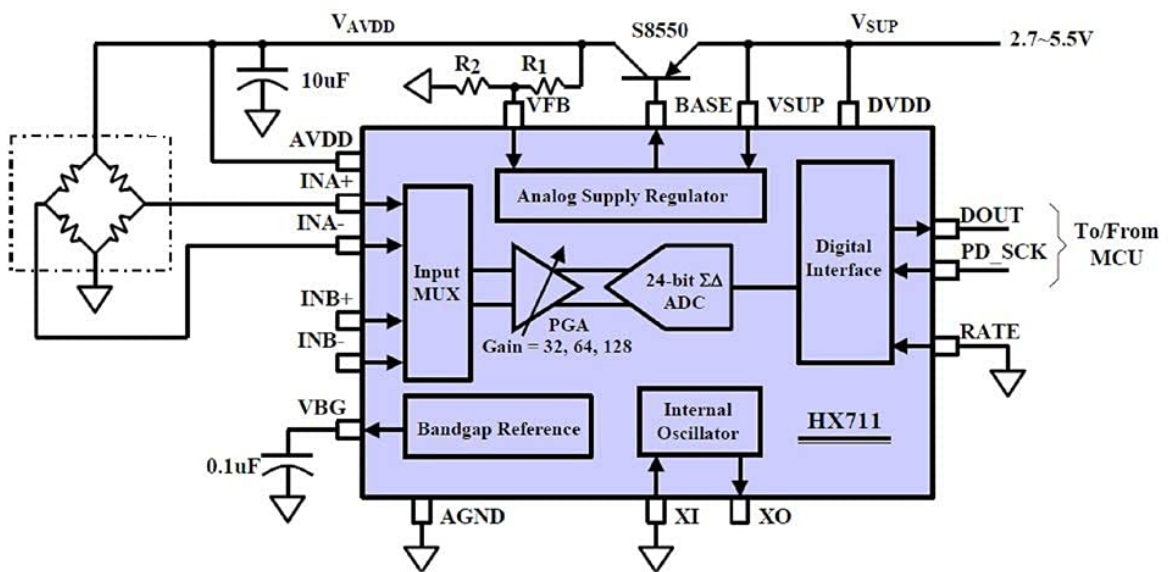 V_AVDD
S8550
V_SUP
2.7~5.5V
10uF
R2
R1
VFB
BASE
VSUP
DVDD
AVDD
INA+
INA-
INB+
INB-
VBG
0.1uF
Analog Supply Regulator
Input
MUX
PGA
Gain = 32, 64, 128
24-bit ΣΔ
ADC
Digital
Interface
DOUT
PD_SCK
To/From
MCU
RATE
Bandgap Reference
Internal
Oscillator
HX711
AGND
XI
XO